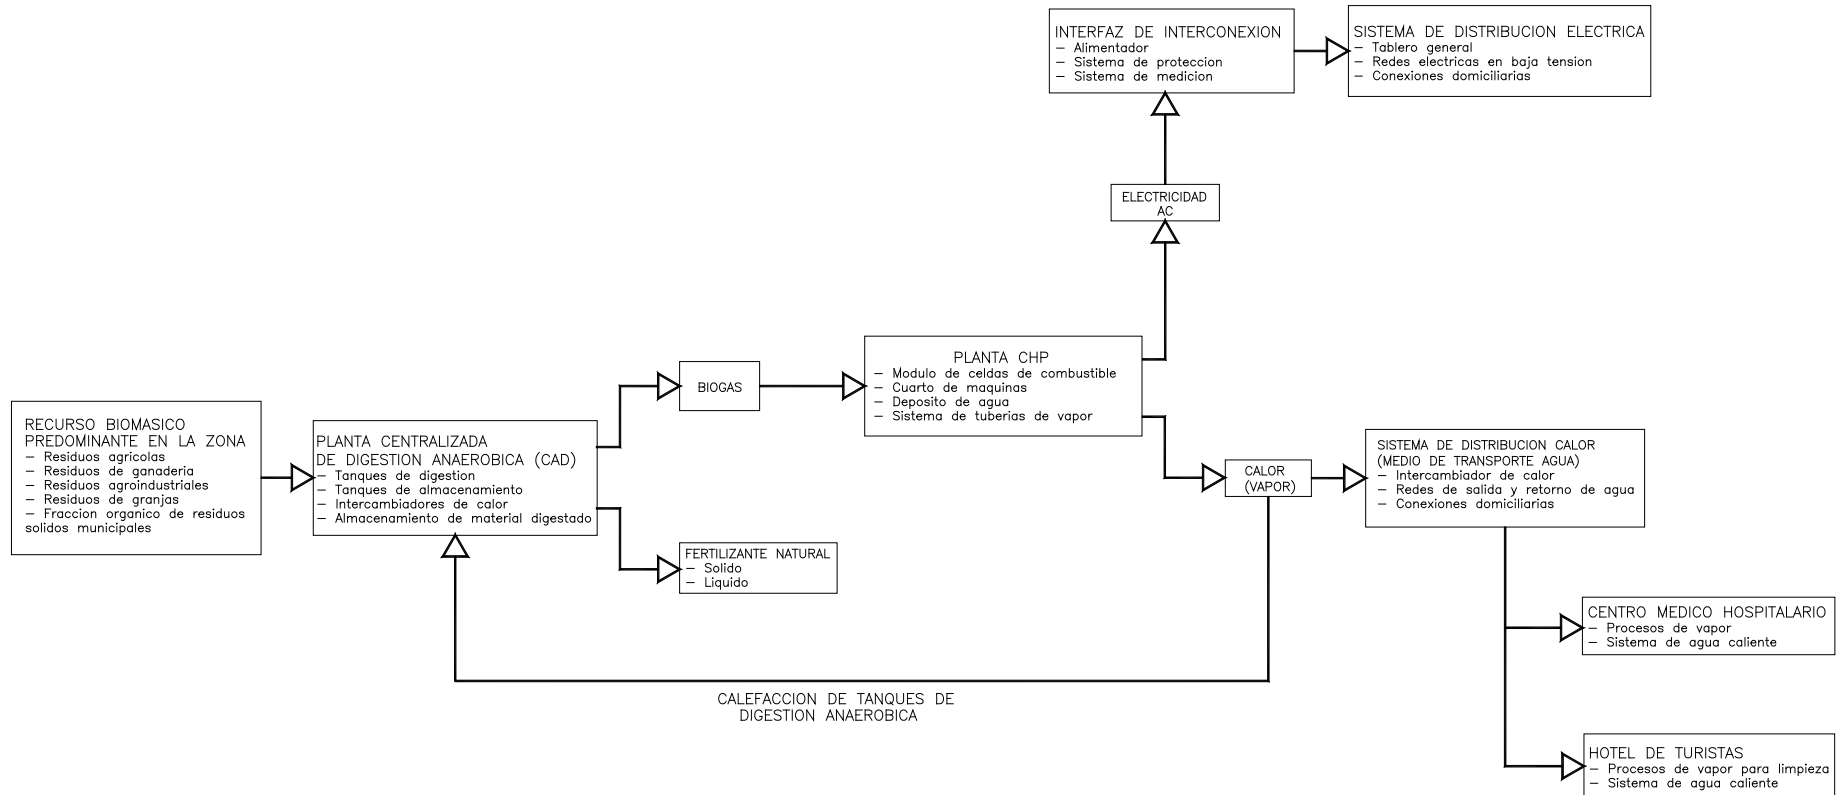 INTERFAZ DE INTERCONEXION
— Alimentador
— Sistema de proteccion
— Sistema de medicion
SISTEMA DE DISTRIBUCION ELECTRICA
— Tablero general
— Redes electricas en baja tension
— Conexiones domiciliarias
ELECTRICIDAD
AC
PLANTA CHP
— Modulo de celdas de combustible
— Cuarto de maquinas
— Deposito de agua
— Sistema de tuberias de vapor
BIOGAS
RECURSO BIOMASICO
PREDOMINANTE EN LA ZONA
— Residuos agricolas
— Residuos de ganaderia
— Residuos agroindustriales
— Residuos de granjas
— Fraccion organico de residuos
solidos municipales
PLANTA CENTRALIZADA
DE DIGESTION ANAEROBICA (CAD)
— Tanques de digestion
— Tanques de almacenamiento
— Intercambiadores de calor
— Almacenamiento de material digestado
FERTILIZANTE NATURAL
— Solido
— Liquido
CALOR
(VAPOR)
SISTEMA DE DISTRIBUCION CALOR
(MEDIO DE TRANSPORTE AGUA)
— Intercambiador de calor
— Redes de salida y retorno de agua
— Conexiones domiciliarias
CENTRO MEDICO HOSPITALARIO
— Procesos de vapor
— Sistema de agua caliente
CALEFACCION DE TANQUES DE
DIGESTION ANAEROBICA
HOTEL DE TURISTAS
— Procesos de vapor para limpieza
— Sistema de agua caliente